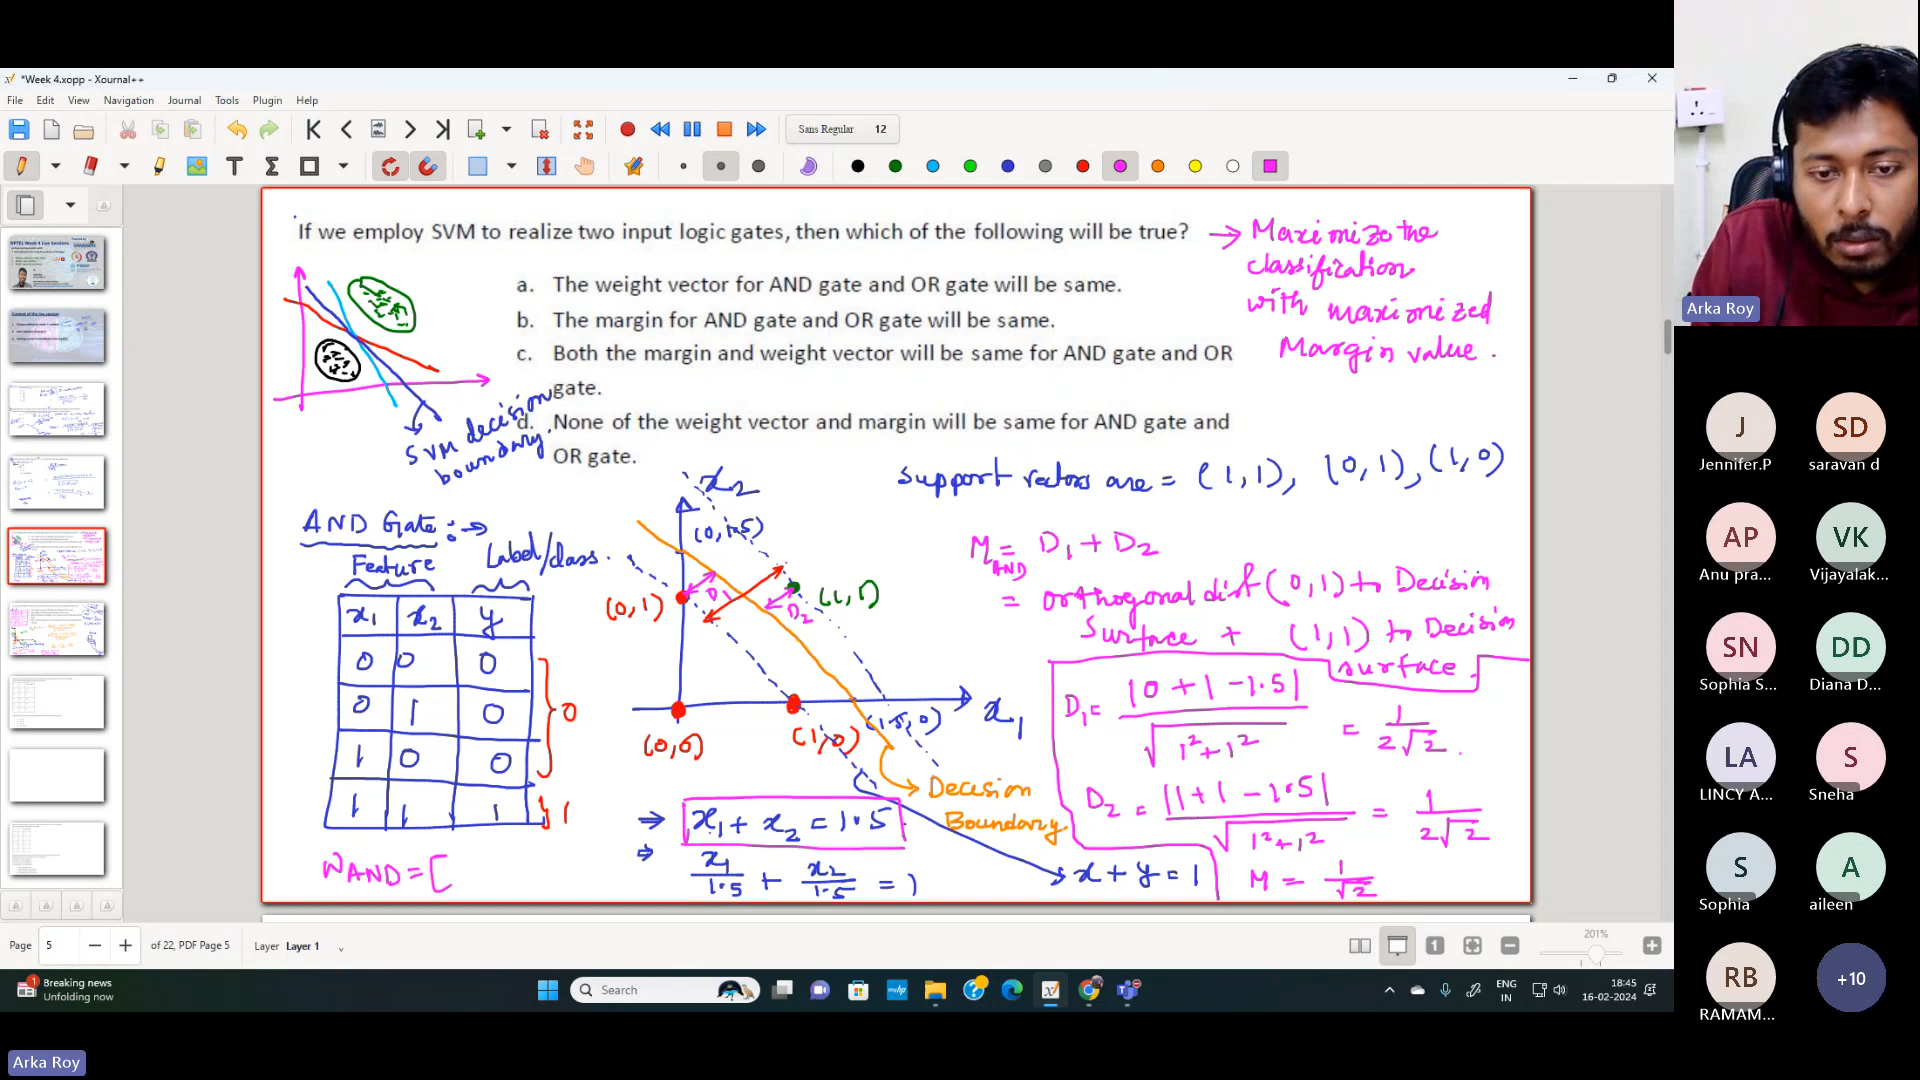 *Week 4.xopp - Xournal++
File Edit View Navigation Journal Tools Plugin Help
Sans Regular 12
If we employ SVM to realize two input logic gates, then which of the following will be true?
a. The weight vector for AND gate and OR gate will be same.
b. The margin for AND gate and OR gate will be same.
c. Both the margin and weight vector will be same for AND gate and OR
gate.
d. None of the weight vector and margin will be same for AND gate and
OR gate.
→ Maximize the
classification
with maximized
Margin value.
SVM decision
boundary.
support vectors are = (1,1), (0,1), (1,0)
AND Gate :→
Feature Label/class.
x1 x2 y
0 0 0
0 1 0
1 0 0
1 1 1
0
1
WAND = [
x2
(0,1.5)
(0,1)
(1,1)
D1
D2
(0,0)
(1,0)
(1.5,0)
x1
Decision
Boundary
⇒ x1 + x2 = 1.5
⇒ x1/1.5 + x2/1.5 = 1
x + y = 1
MAND = D1 + D2
= orthogonal dist (0,1) to Decision
Surface + (1,1) to Decision
surface.
D1 = |0 + 1 - 1.5| / √(1²+1²) = 1/2√2.
D2 = |1+1-1.5| / √(1²+1²) = 1/2√2
M = 1/√2
Page 5 of 22, PDF Page 5 Layer Layer 1
201%
Breaking news
Unfolding now
Search
ENG
IN
18:45
16-02-2024
Arka Roy
J
Jennifer.P
SD
saravan d
AP
Anu pra...
VK
Vijayalak...
SN
Sophia S...
DD
Diana D...
LA
LINCY A...
S
Sneha
S
Sophia
A
aileen
RB
RAMAM...
+10
Arka Roy